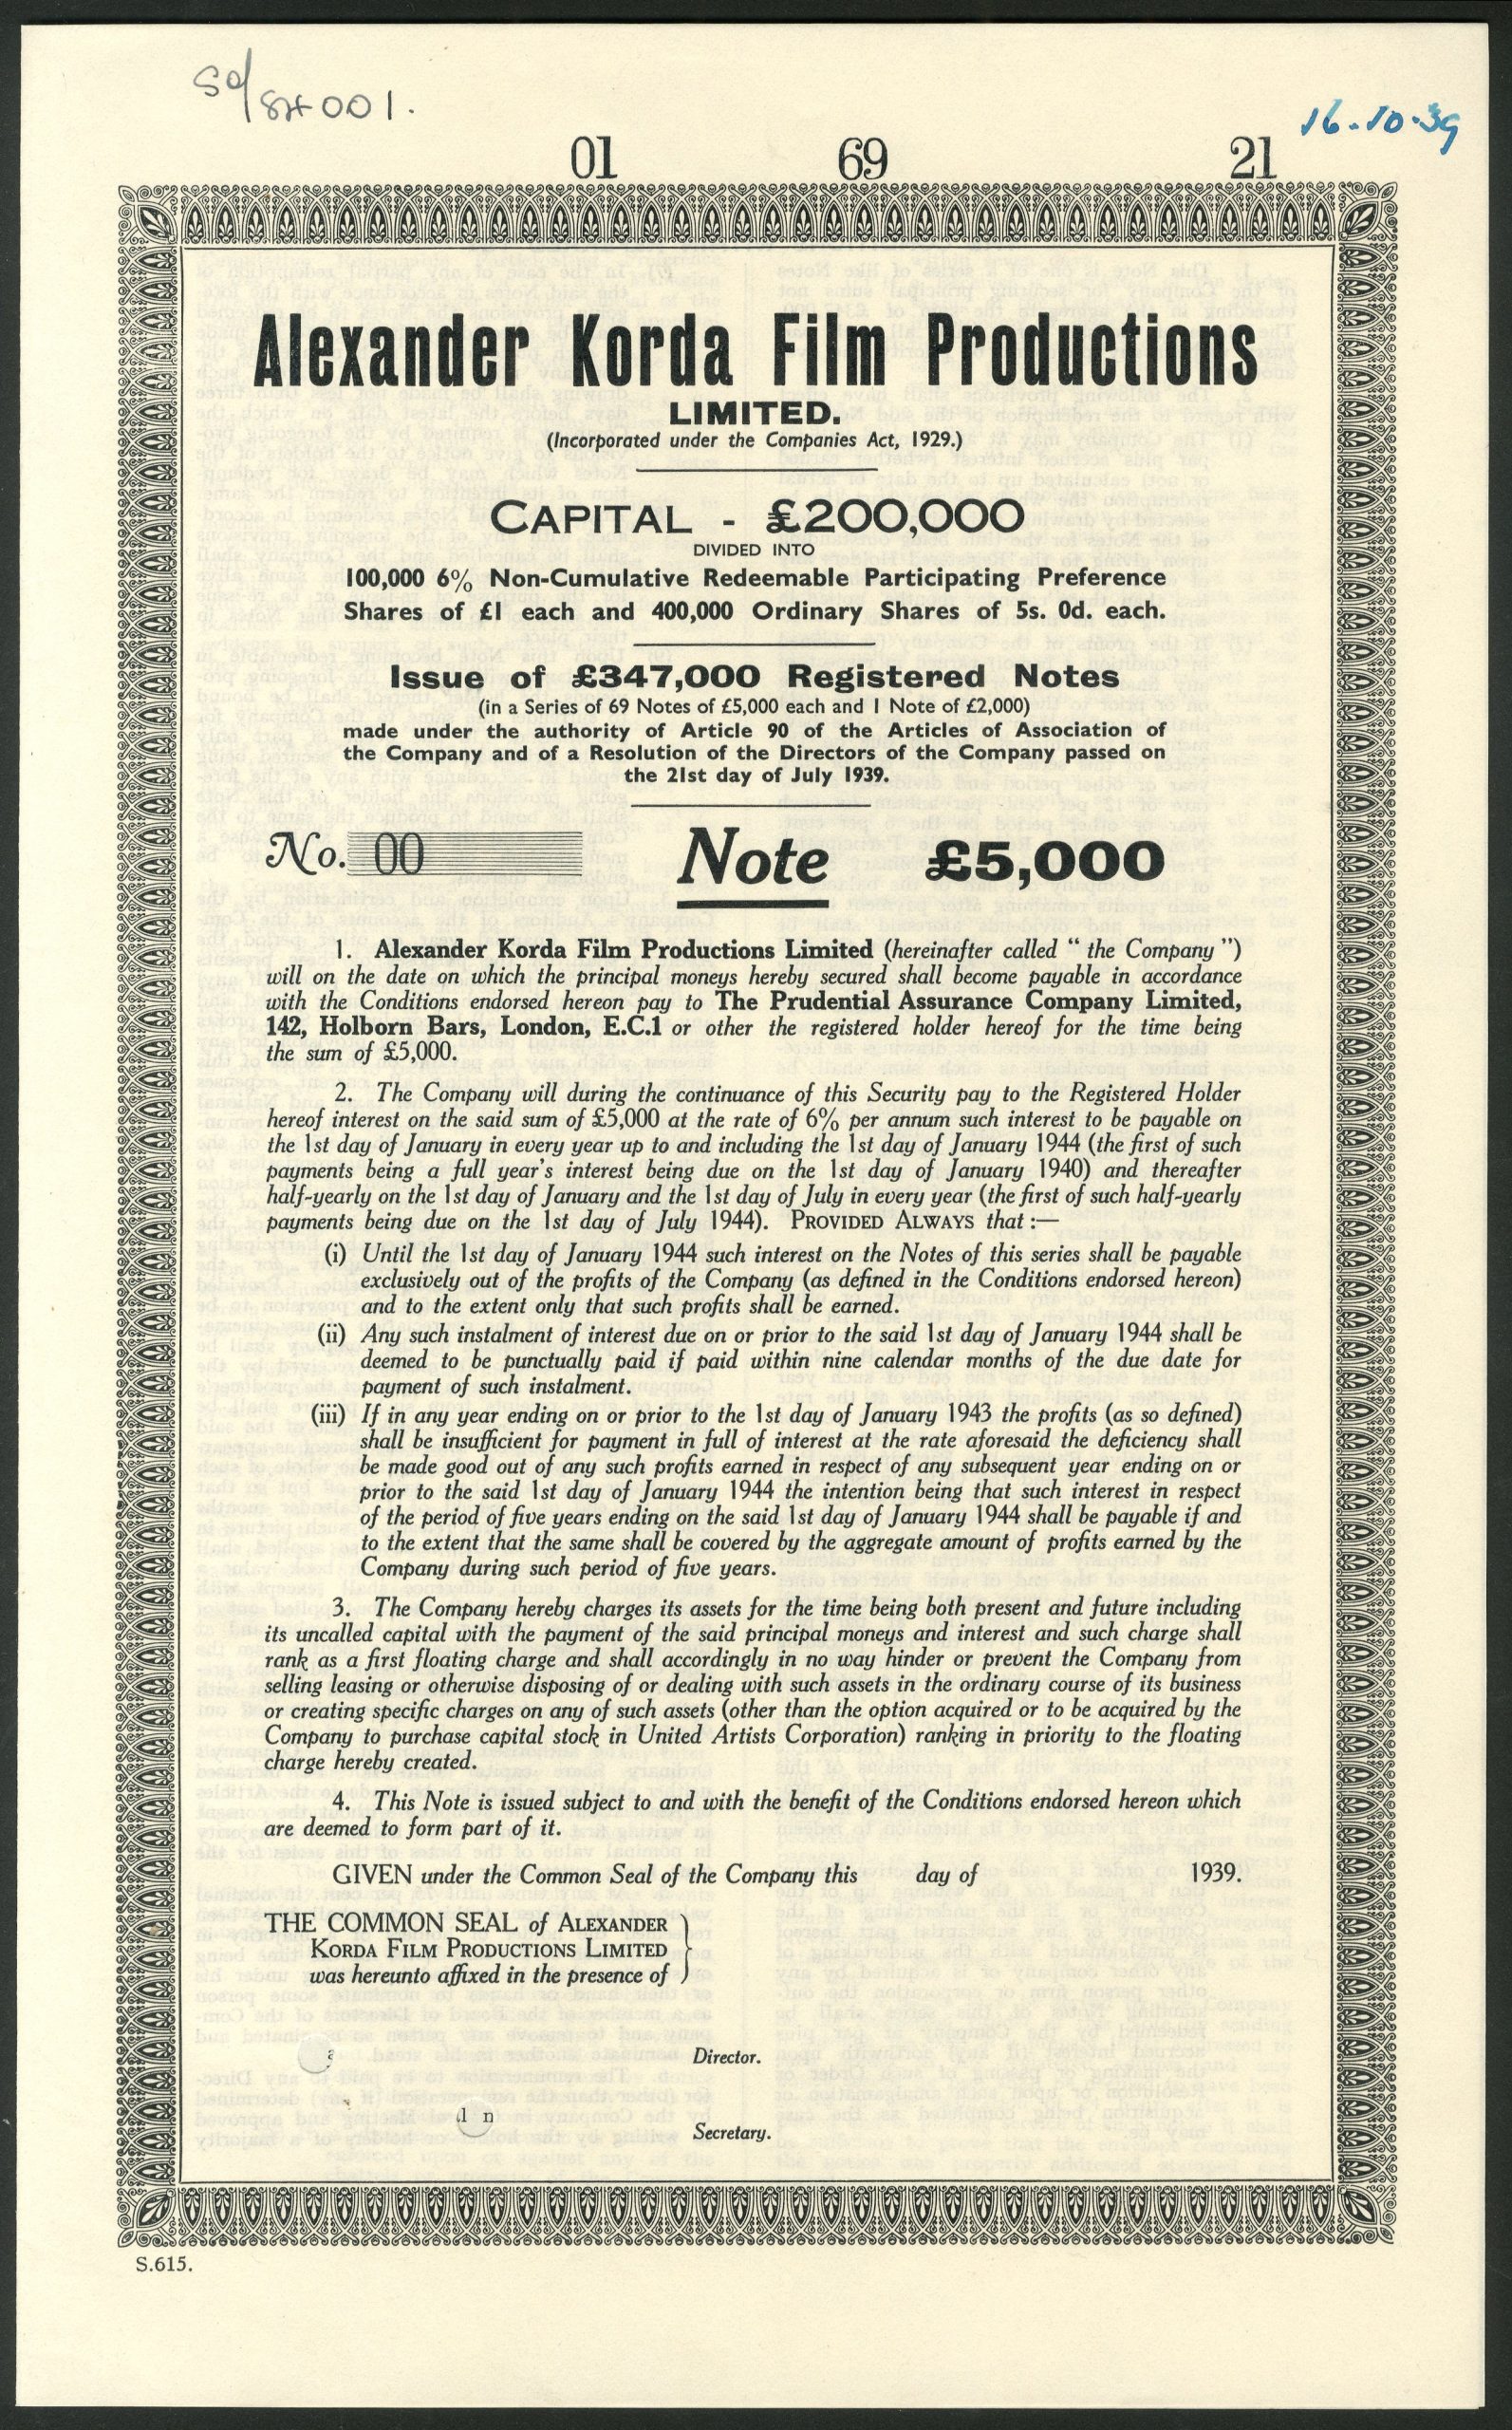 So/
84001.
16.10.39
01 69 21
Alexander Korda Film Productions
LIMITED.
(Incorporated under the Companies Act, 1929.)
CAPITAL - £200,000
DIVIDED INTO
100,000 6% Non-Cumulative Redeemable Participating Preference
Shares of £1 each and 400,000 Ordinary Shares of 5s. 0d. each.
Issue of £347,000 Registered Notes
(in a Series of 69 Notes of £5,000 each and 1 Note of £2,000)
made under the authority of Article 90 of the Articles of Association of
the Company and of a Resolution of the Directors of the Company passed on
the 21st day of July 1939.
No. 00 Note £5,000
1. Alexander Korda Film Productions Limited (hereinafter called “ the Company ”)
will on the date on which the principal moneys hereby secured shall become payable in accordance
with the Conditions endorsed hereon pay to The Prudential Assurance Company Limited,
142, Holborn Bars, London, E.C.1 or other the registered holder hereof for the time being
the sum of £5,000.
2. The Company will during the continuance of this Security pay to the Registered Holder
hereof interest on the said sum of £5,000 at the rate of 6% per annum such interest to be payable on
the 1st day of January in every year up to and including the 1st day of January 1944 (the first of such
payments being a full year's interest being due on the 1st day of January 1940) and thereafter
half-yearly on the 1st day of January and the 1st day of July in every year (the first of such half-yearly
payments being due on the 1st day of July 1944). PROVIDED ALWAYS that :—
(i) Until the 1st day of January 1944 such interest on the Notes of this series shall be payable
exclusively out of the profits of the Company (as defined in the Conditions endorsed hereon)
and to the extent only that such profits shall be earned.
(ii) Any such instalment of interest due on or prior to the said 1st day of January 1944 shall be
deemed to be punctually paid if paid within nine calendar months of the due date for
payment of such instalment.
(iii) If in any year ending on or prior to the 1st day of January 1943 the profits (as so defined)
shall be insufficient for payment in full of interest at the rate aforesaid the deficiency shall
be made good out of any such profits earned in respect of any subsequent year ending on or
prior to the said 1st day of January 1944 the intention being that such interest in respect
of the period of five years ending on the said 1st day of January 1944 shall be payable if and
to the extent that the same shall be covered by the aggregate amount of profits earned by the
Company during such period of five years.
3. The Company hereby charges its assets for the time being both present and future including
its uncalled capital with the payment of the said principal moneys and interest and such charge shall
rank as a first floating charge and shall accordingly in no way hinder or prevent the Company from
selling leasing or otherwise disposing of or dealing with such assets in the ordinary course of its business
or creating specific charges on any of such assets (other than the option acquired or to be acquired by the
Company to purchase capital stock in United Artists Corporation) ranking in priority to the floating
charge hereby created.
4. This Note is issued subject to and with the benefit of the Conditions endorsed hereon which
are deemed to form part of it.
GIVEN under the Common Seal of the Company this day of 1939.
THE COMMON SEAL of ALEXANDER
KORDA FILM PRODUCTIONS LIMITED
was hereunto affixed in the presence of
Director.
Secretary.
S.615.